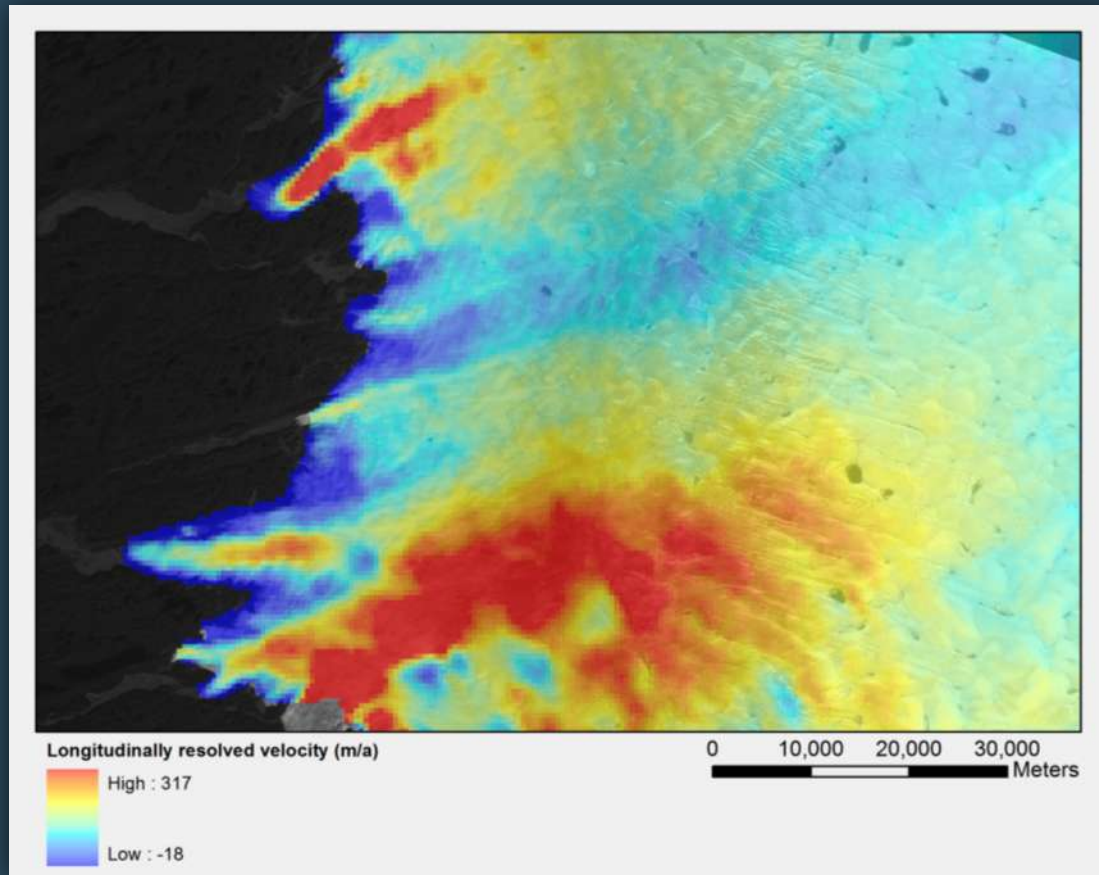 Longitudinally resolved velocity (m/a)
High : 317
Low : -18
0 10,000 20,000 30,000
Meters